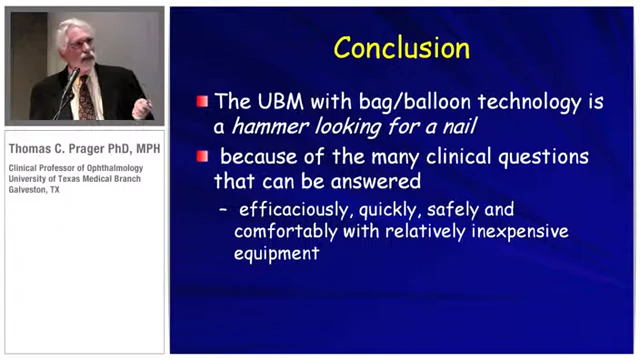 Conclusion
The UBM with bag/balloon technology is
a hammer looking for a nail
because of the many clinical questions
that can be answered
– efficaciously, quickly, safely and
comfortably with relatively inexpensive
equipment
Thomas C. Prager PhD, MPH
Clinical Professor of Ophthalmology
University of Texas Medical Branch
Galveston, TX